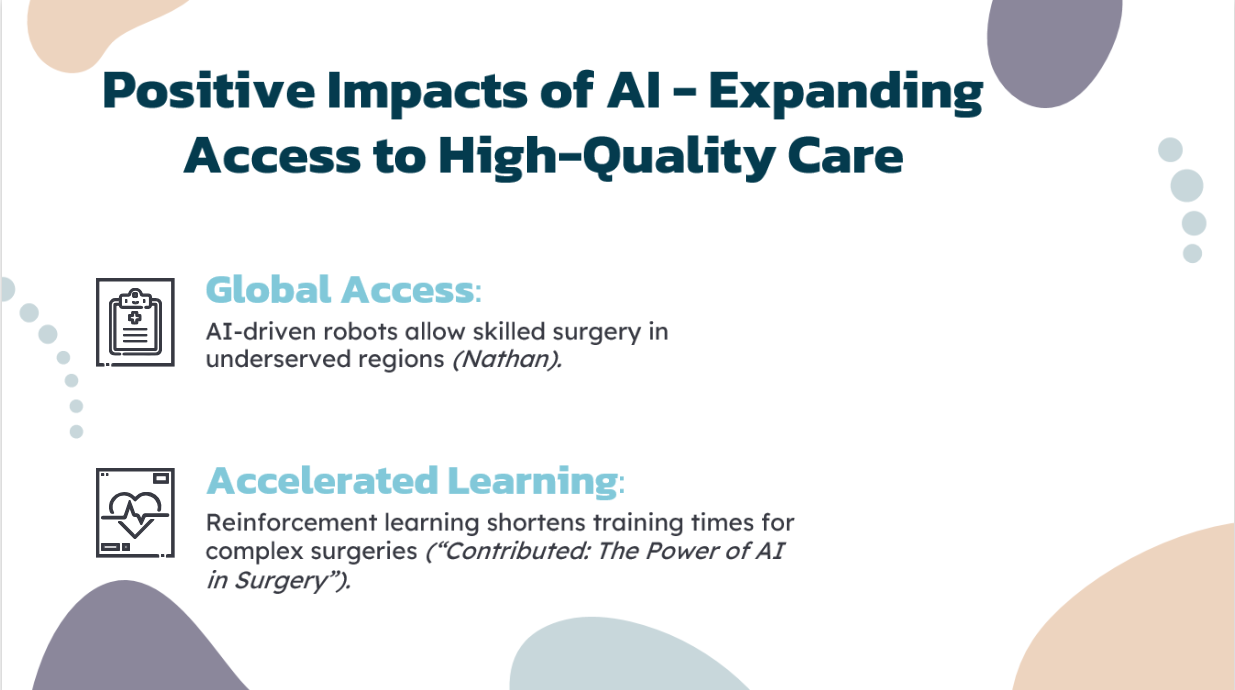 Positive Impacts of AI - Expanding
Access to High-Quality Care
Global Access:
AI-driven robots allow skilled surgery in
underserved regions (Nathan).
Accelerated Learning:
Reinforcement learning shortens training times for
complex surgeries (“Contributed: The Power of AI
in Surgery”).